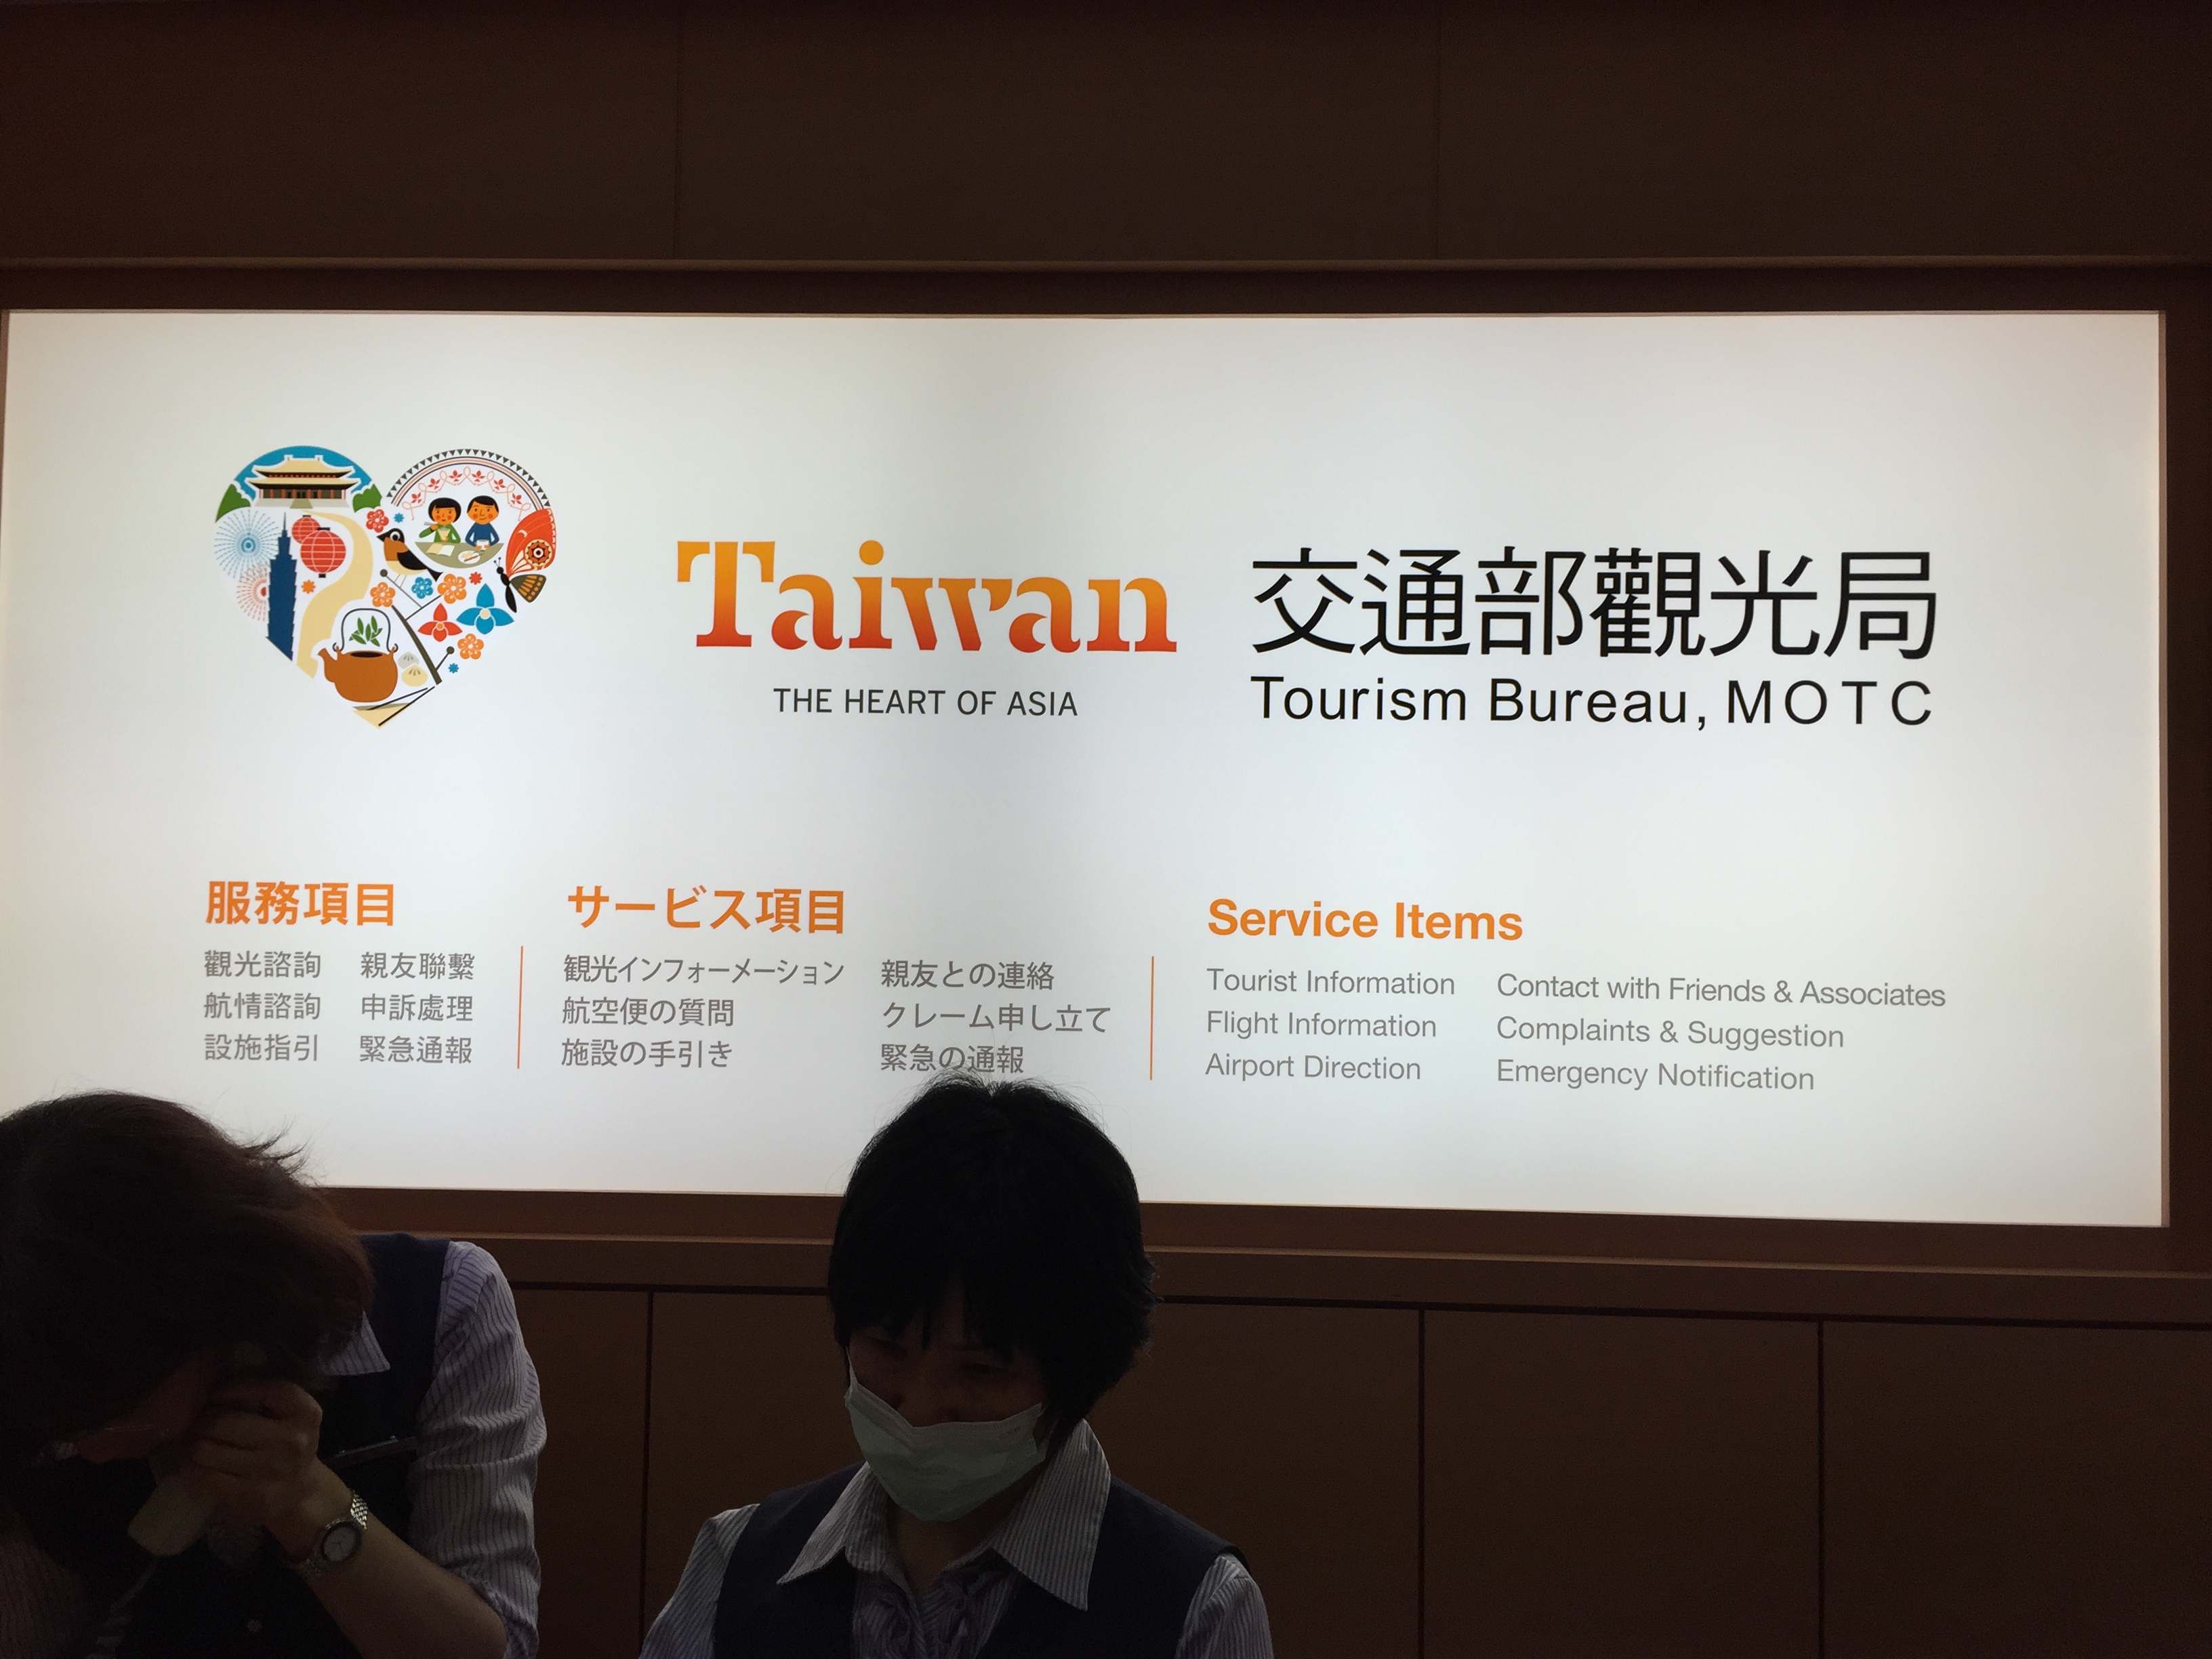 Taiwan
THE HEART OF ASIA
交通部觀光局
Tourism Bureau, MOTC
服務項目
觀光諮詢 親友聯繫
航情諮詢 申訴處理
設施指引 緊急通報
サービス項目
観光インフォーメーション 親友との連絡
航空便の質問 クレーム申し立て
施設の手引き 緊急の通報
Service Items
Tourist Information Contact with Friends & Associates
Flight Information Complaints & Suggestion
Airport Direction Emergency Notification